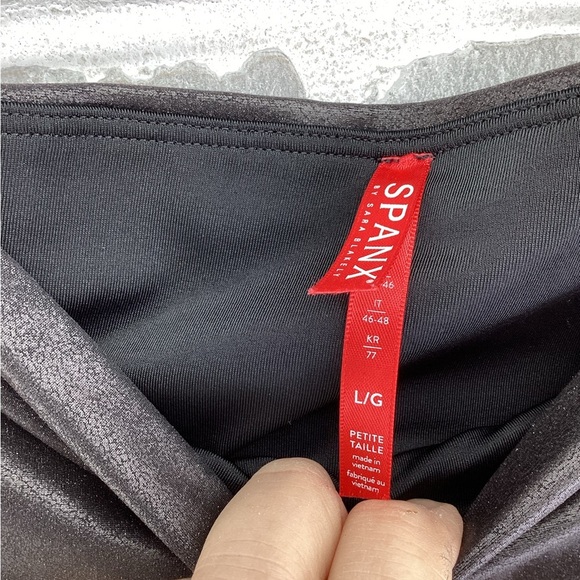 SPANX
BY SARA BLAKELY
46
IT
46-48
KR
77
L/G
PETITE
TAILLE
made in
vietnam
fabriqué au
vietnam